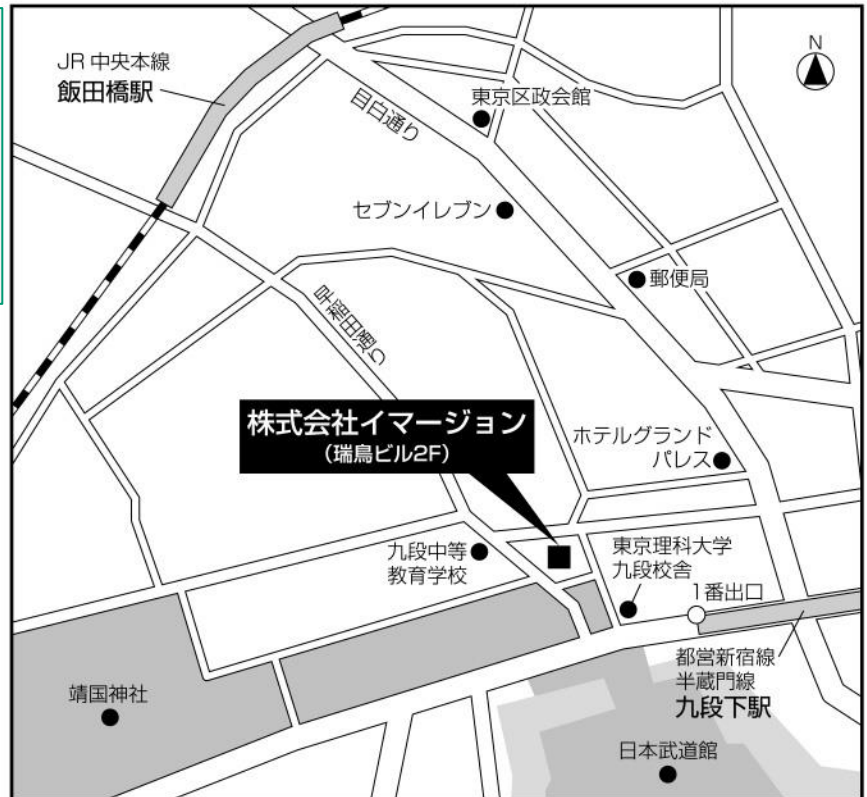 JR 中央本線
飯田橋駅
N
目白通り
東京区政会館
セブンイレブン
郵便局
早稲田通り
株式会社イマージョン
（瑞鳥ビル2F）
ホテルグランド
パレス
九段中等
教育学校
東京理科大学
九段校舎
1番出口
都営新宿線
半蔵門線
九段下駅
靖国神社
日本武道館